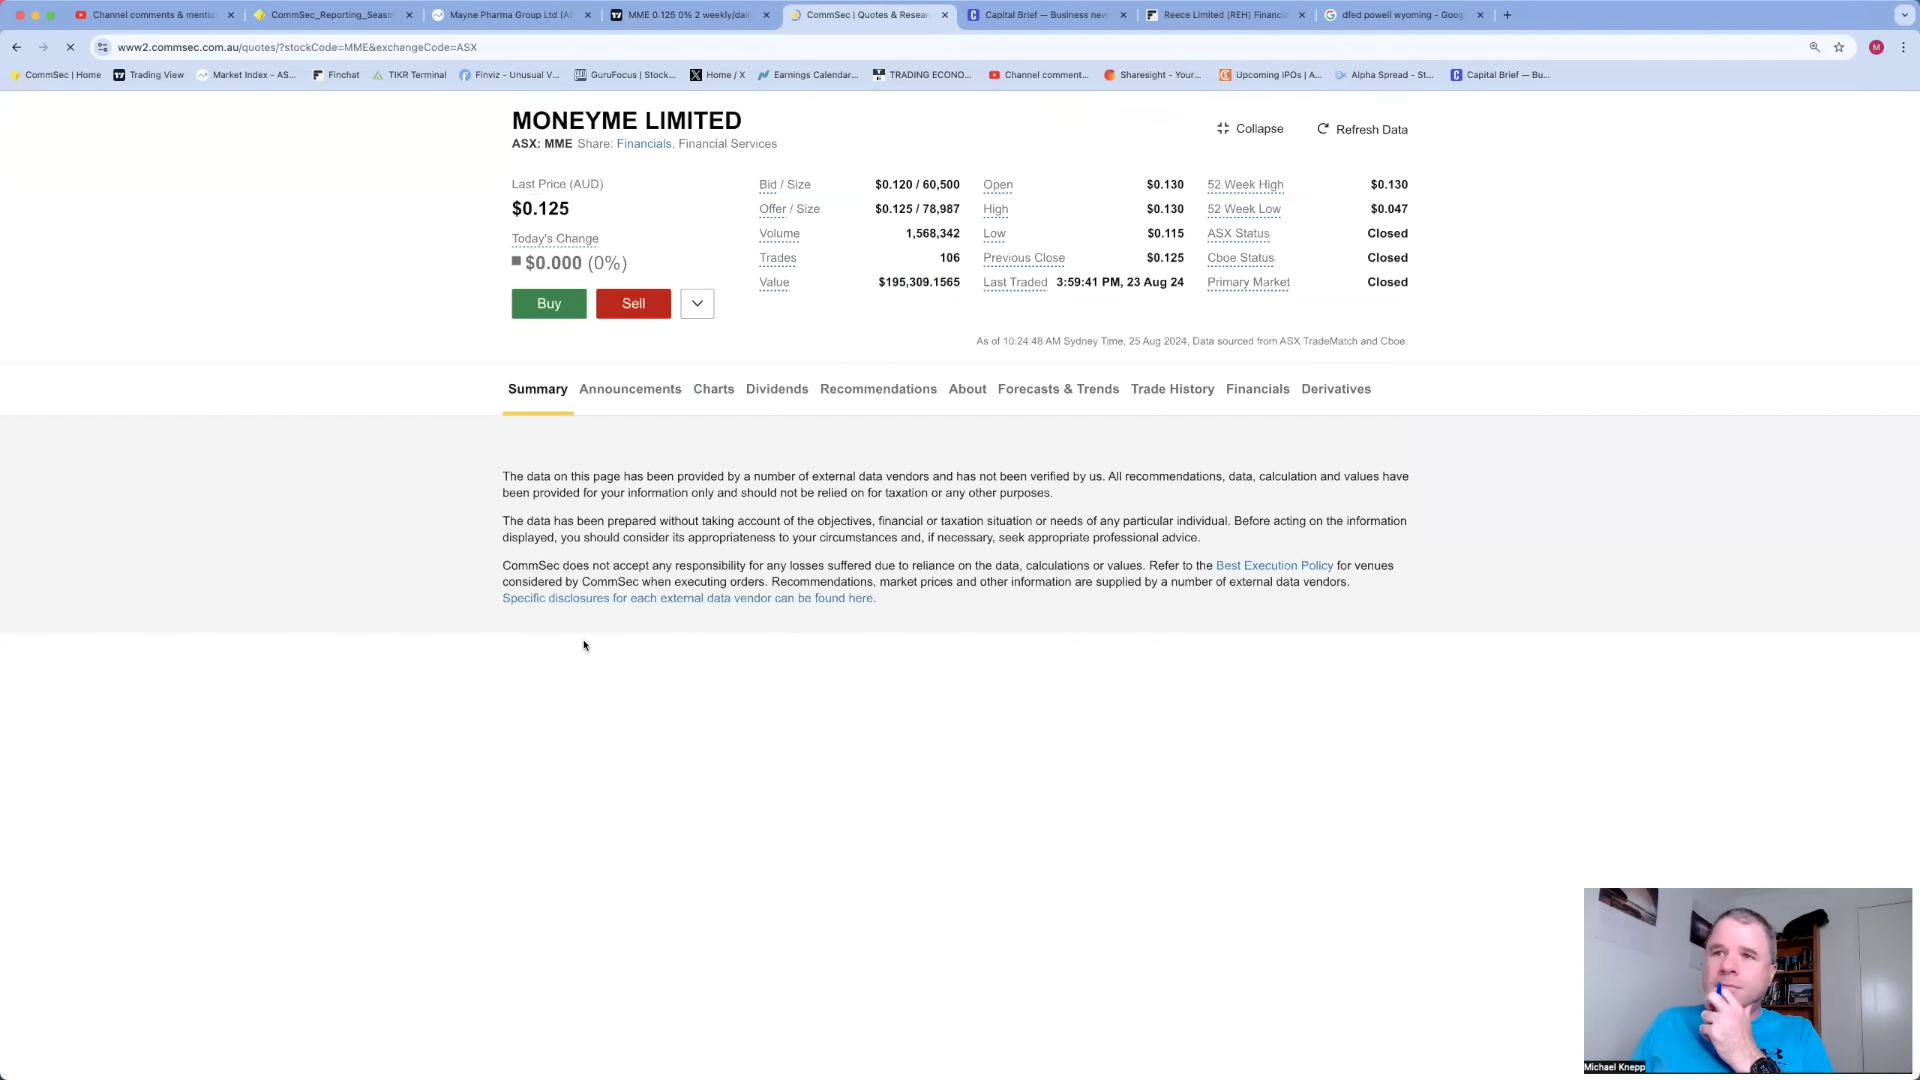 Channel comments & mentio
CommSec_Reporting_Seaso
Mayne Pharma Group Ltd (A
MME 0.125 0% 2 weekly/dail
CommSec | Quotes & Resear
Capital Brief — Business new
Reece Limited (REH) Financia
dfed powell wyoming - Goog
www2.commsec.com.au/quotes/?stockCode=MME&exchangeCode=ASX
M
CommSec | Home
Trading View
Market Index - AS...
Finchat
TIKR Terminal
Finviz - Unusual V...
GuruFocus | Stock...
Home / X
Earnings Calendar...
TRADING ECONO...
Channel comment...
Sharesight - Your...
Upcoming IPOs | A...
Alpha Spread - St...
Capital Brief — Bu...
MONEYME LIMITED
ASX: MME Share: Financials, Financial Services
Collapse
Refresh Data
Last Price (AUD)
$0.125
Today's Change
$0.000 (0%)
Buy
Sell
Bid / Size $0.120 / 60,500
Offer / Size $0.125 / 78,987
Volume 1,568,342
Trades 106
Value $195,309.1565
Open $0.130
High $0.130
Low $0.115
Previous Close $0.125
Last Traded 3:59:41 PM, 23 Aug 24
52 Week High $0.130
52 Week Low $0.047
ASX Status Closed
Cboe Status Closed
Primary Market Closed
As of 10:24:48 AM Sydney Time, 25 Aug 2024, Data sourced from ASX TradeMatch and Cboe.
Summary Announcements Charts Dividends Recommendations About Forecasts & Trends Trade History Financials Derivatives
The data on this page has been provided by a number of external data vendors and has not been verified by us. All recommendations, data, calculation and values have
been provided for your information only and should not be relied on for taxation or any other purposes.
The data has been prepared without taking account of the objectives, financial or taxation situation or needs of any particular individual. Before acting on the information
displayed, you should consider its appropriateness to your circumstances and, if necessary, seek appropriate professional advice.
CommSec does not accept any responsibility for any losses suffered due to reliance on the data, calculations or values. Refer to the Best Execution Policy for venues
considered by CommSec when executing orders. Recommendations, market prices and other information are supplied by a number of external data vendors.
Specific disclosures for each external data vendor can be found here.
Michael Knepp